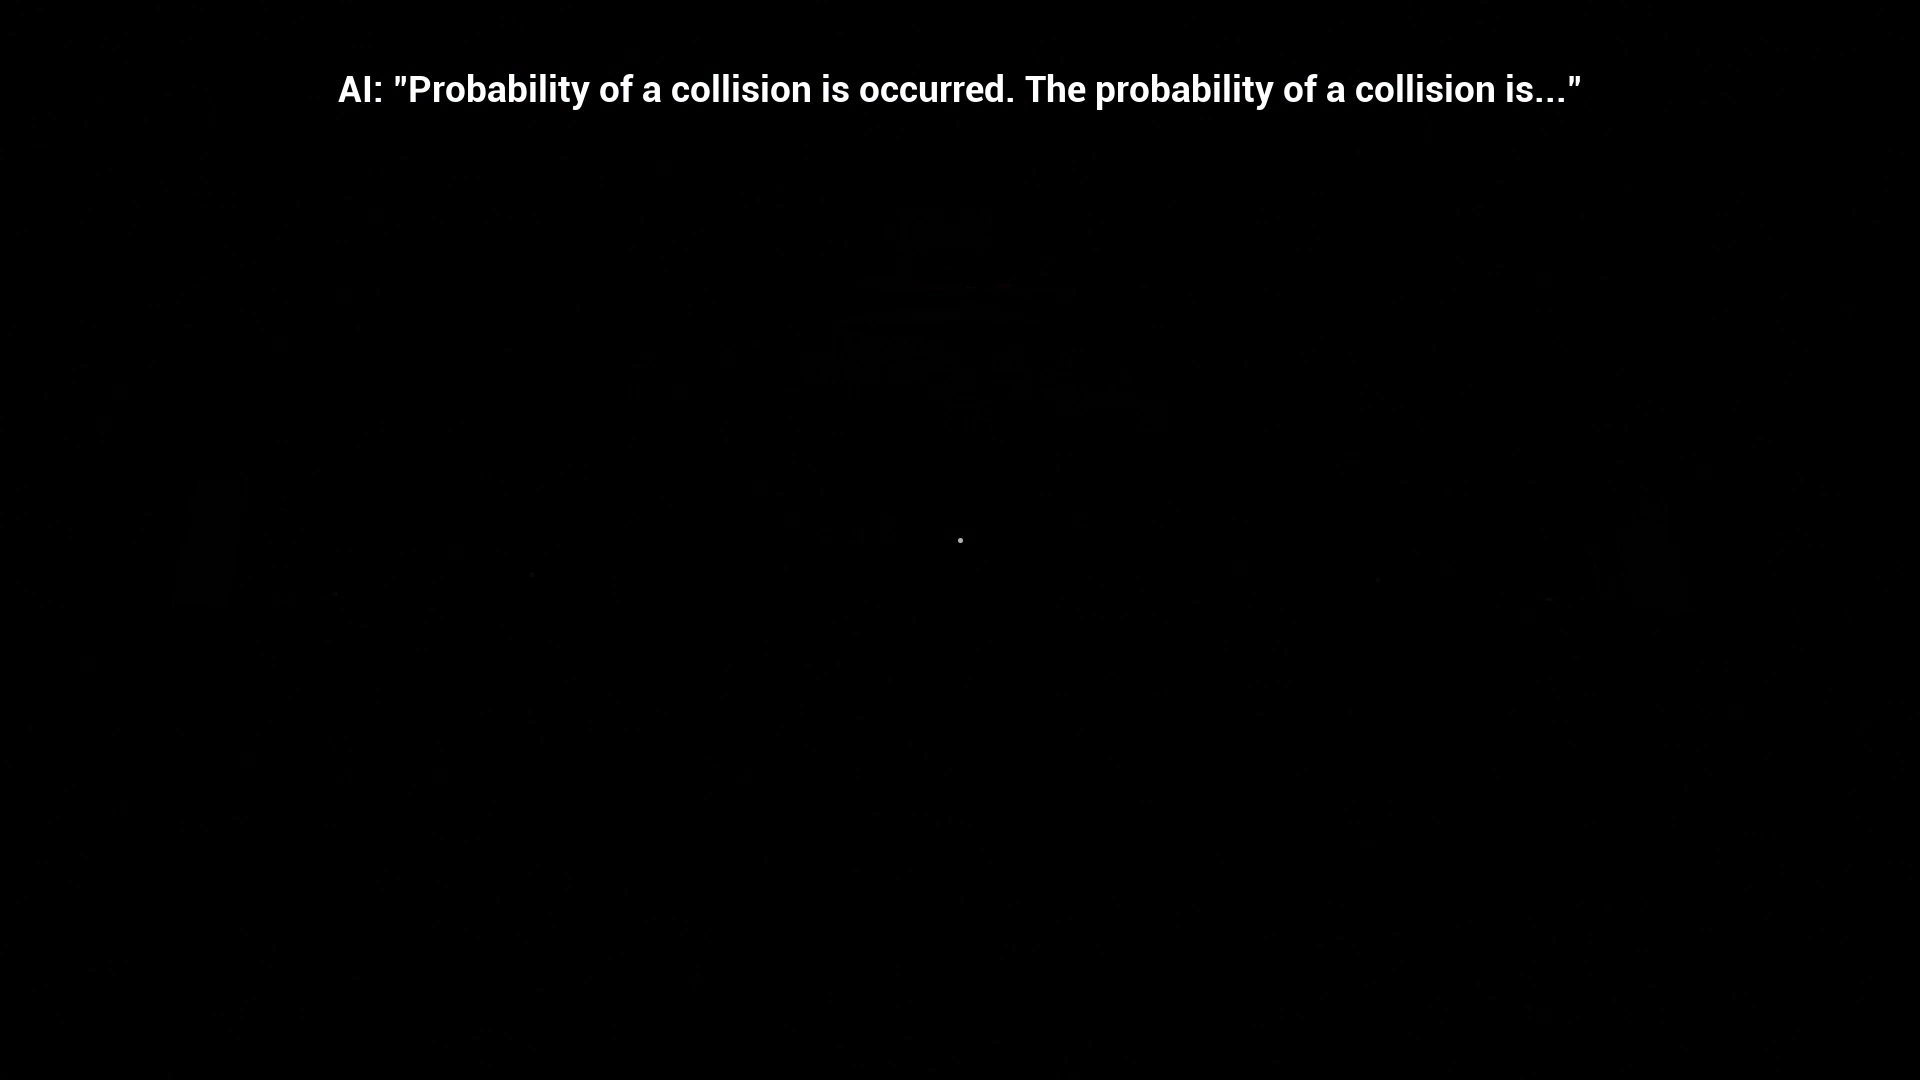 AI: "Probability of a collision is occurred. The probability of a collision is..."